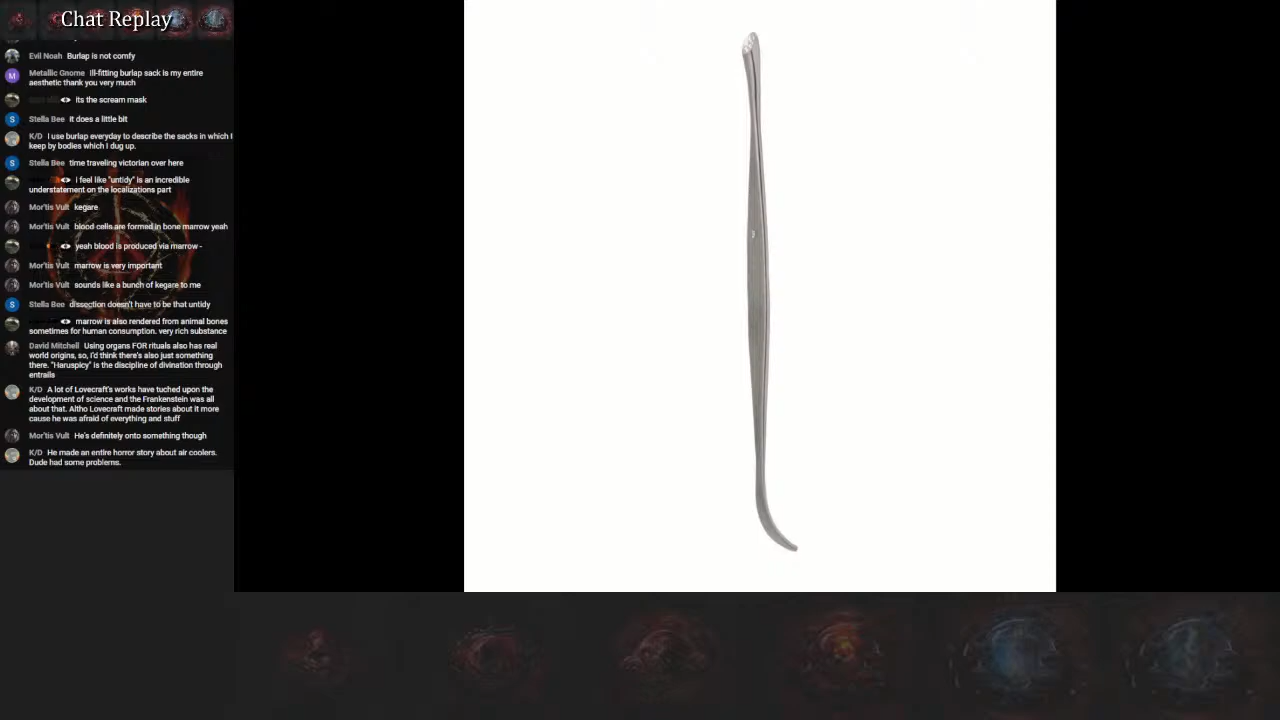 Chat Replay
Evil Noah Burlap is not comfy
M Metallic Gnome Ill-fitting burlap sack is my entire
aesthetic thank you very much
its the scream mask
S Stella Bee It does a little bit
K/D I use burlap everyday to describe the sacks in which I
keep by bodies which I dug up.
S Stella Bee time traveling victorian over here
i feel like "untidy" is an incredible
understatement on the localizations part
Mor'tis Vult kegare
Mor'tis Vult blood cells are formed in bone marrow yeah
yeah blood is produced via marrow -
Mor'tis Vult marrow is very important
Mor'tis Vult sounds like a bunch of kegare to me
S Stella Bee dissection doesn't have to be that untidy
marrow is also rendered from animal bones
sometimes for human consumption. very rich substance
David Mitchell Using organs FOR rituals also has real
world origins, so, I'd think there's also just something
there. "Haruspicy" is the discipline of divination through
entrails
K/D A lot of Lovecraft's works have tuched upon the
development of science and the Frankenstein was all
about that. Altho Lovecraft made stories about it more
cause he was afraid of everything and stuff
Mor'tis Vult He's definitely onto something though
K/D He made an entire horror story about air coolers.
Dude had some problems.